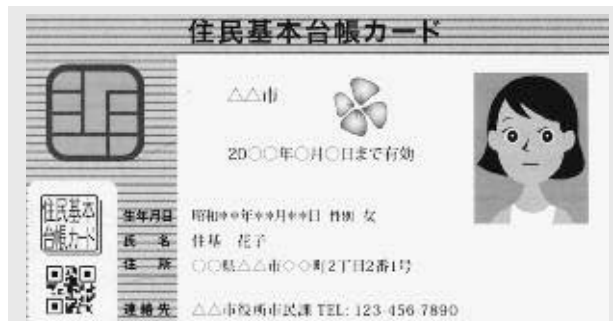 住民基本台帳カード
△△市
20○○年○月○日まで有効
住民基本
台帳カード
生年月日 昭和**年**月**日 性別 女
氏 名 住基 花子
住 所 ○○県△△市◇◇町2丁目2番1号
連絡先 △△市役所市民課 TEL: 123-456-7890